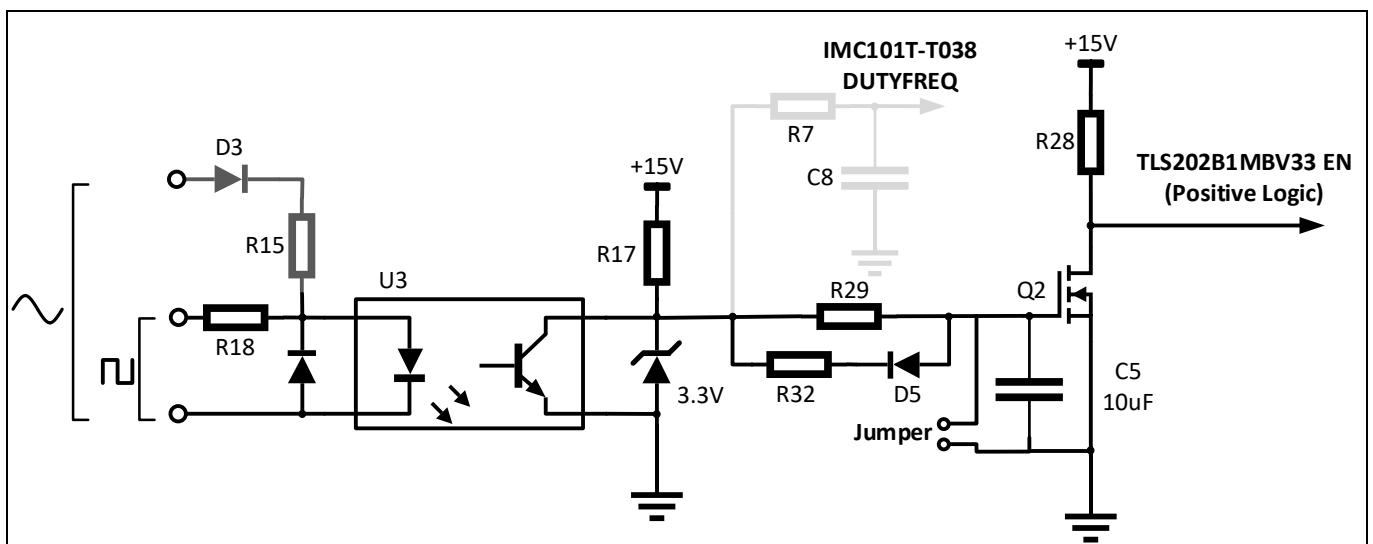 IMC101T-T038
DUTYFREQ
+15V
R7
R28
D3
TLS202B1MBV33 EN
(Positive Logic)
+15V
C8
R15
R17
U3
R29
Q2
R18
R32
D5
3.3V
C5
10uF
Jumper